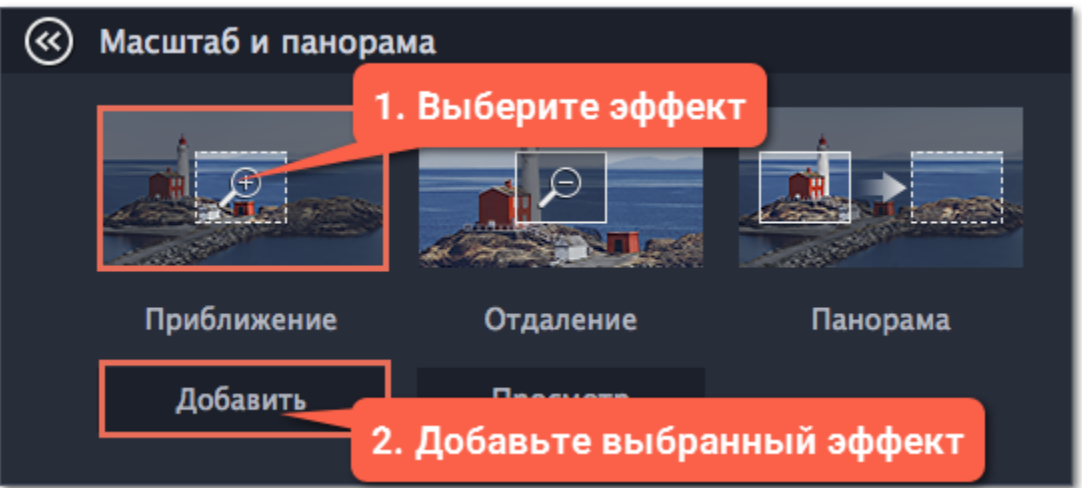 Масштаб и панорама
1. Выберите эффект
Приближение
Отдаление
Панорама
Добавить
2. Добавьте выбранный эффект